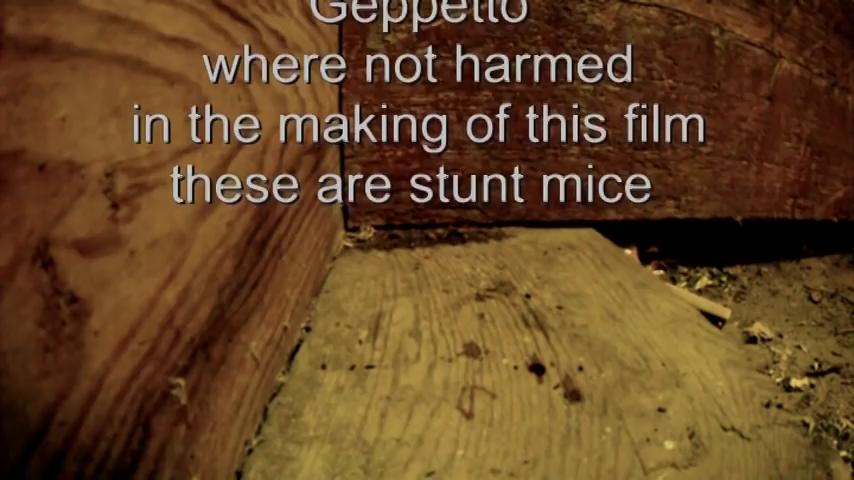 Geppetto
where not harmed
in the making of this film
these are stunt mice